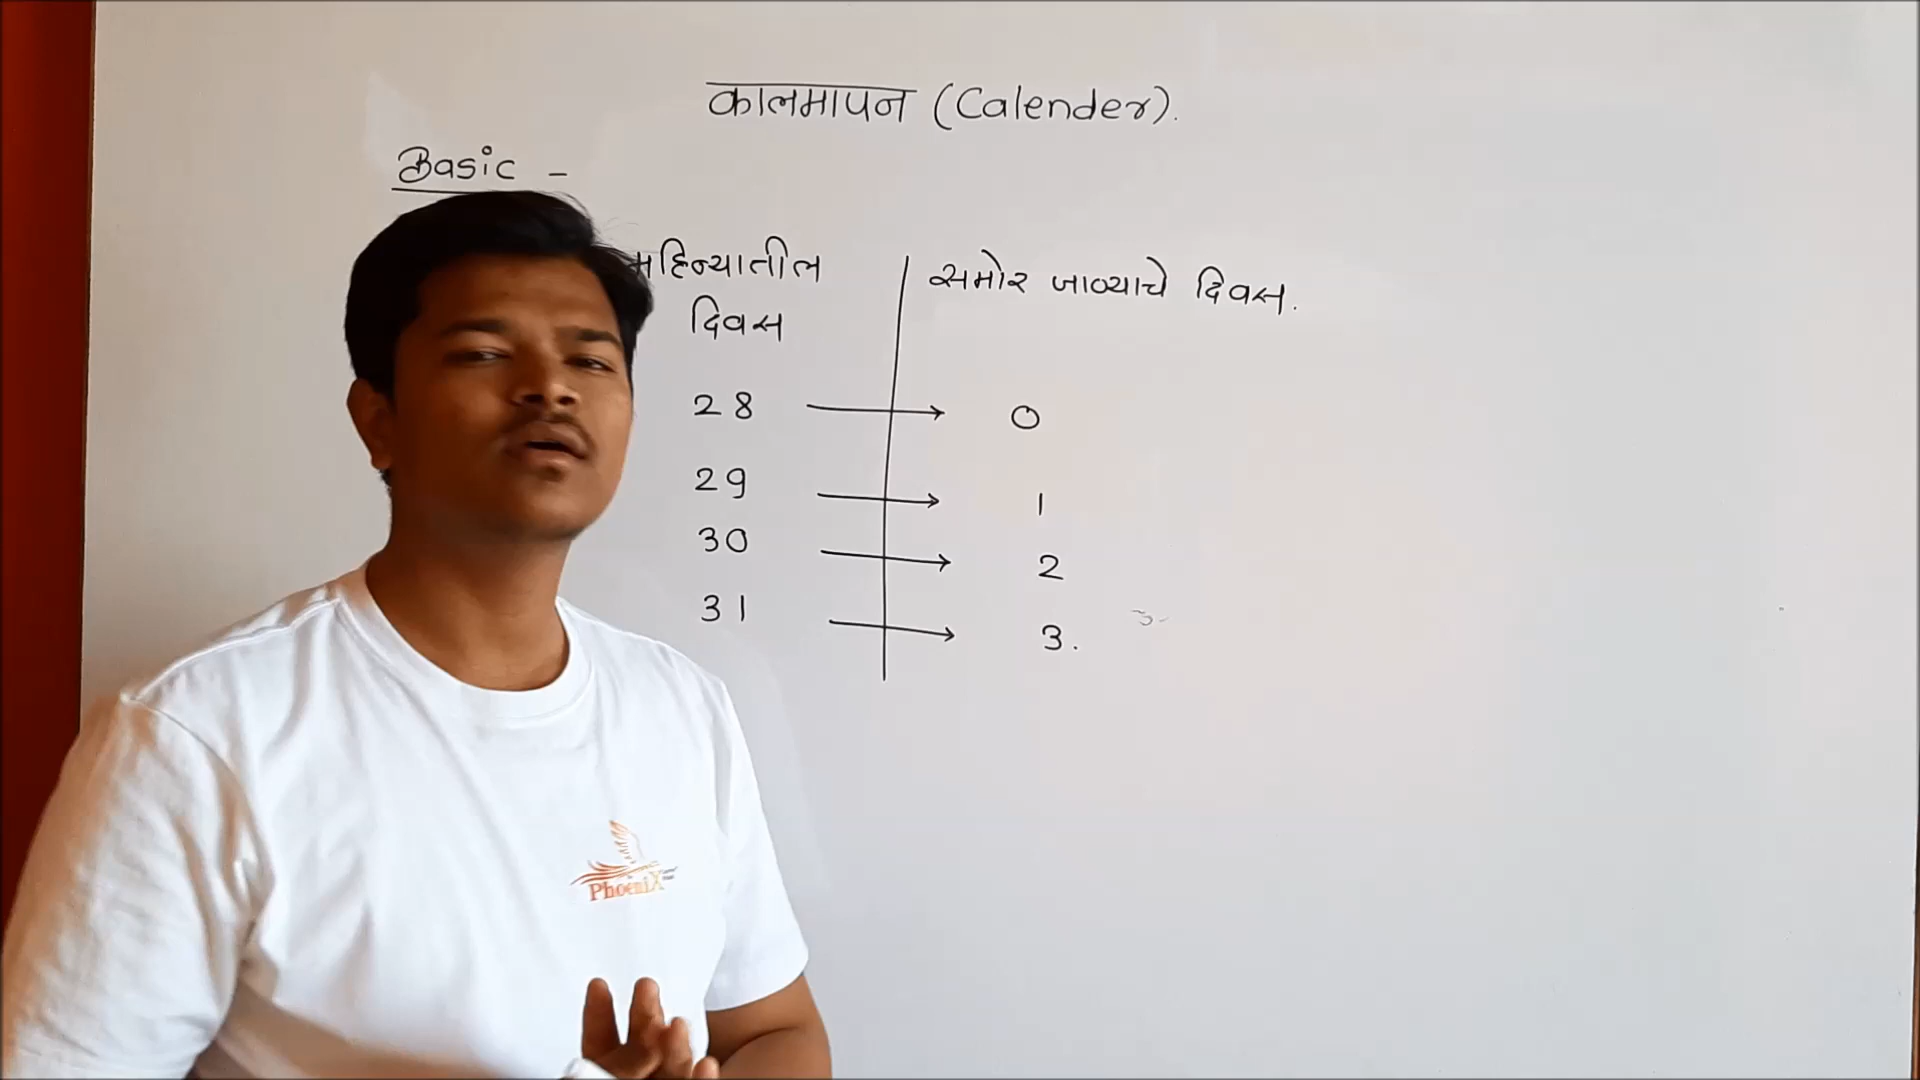 कालमापन (Calender).
Basic -
महिन्यातील
दिवस
समोर जाण्याचे दिवस.
28 → 0
29 → 1
30 → 2
31 → 3.
PhoeniX